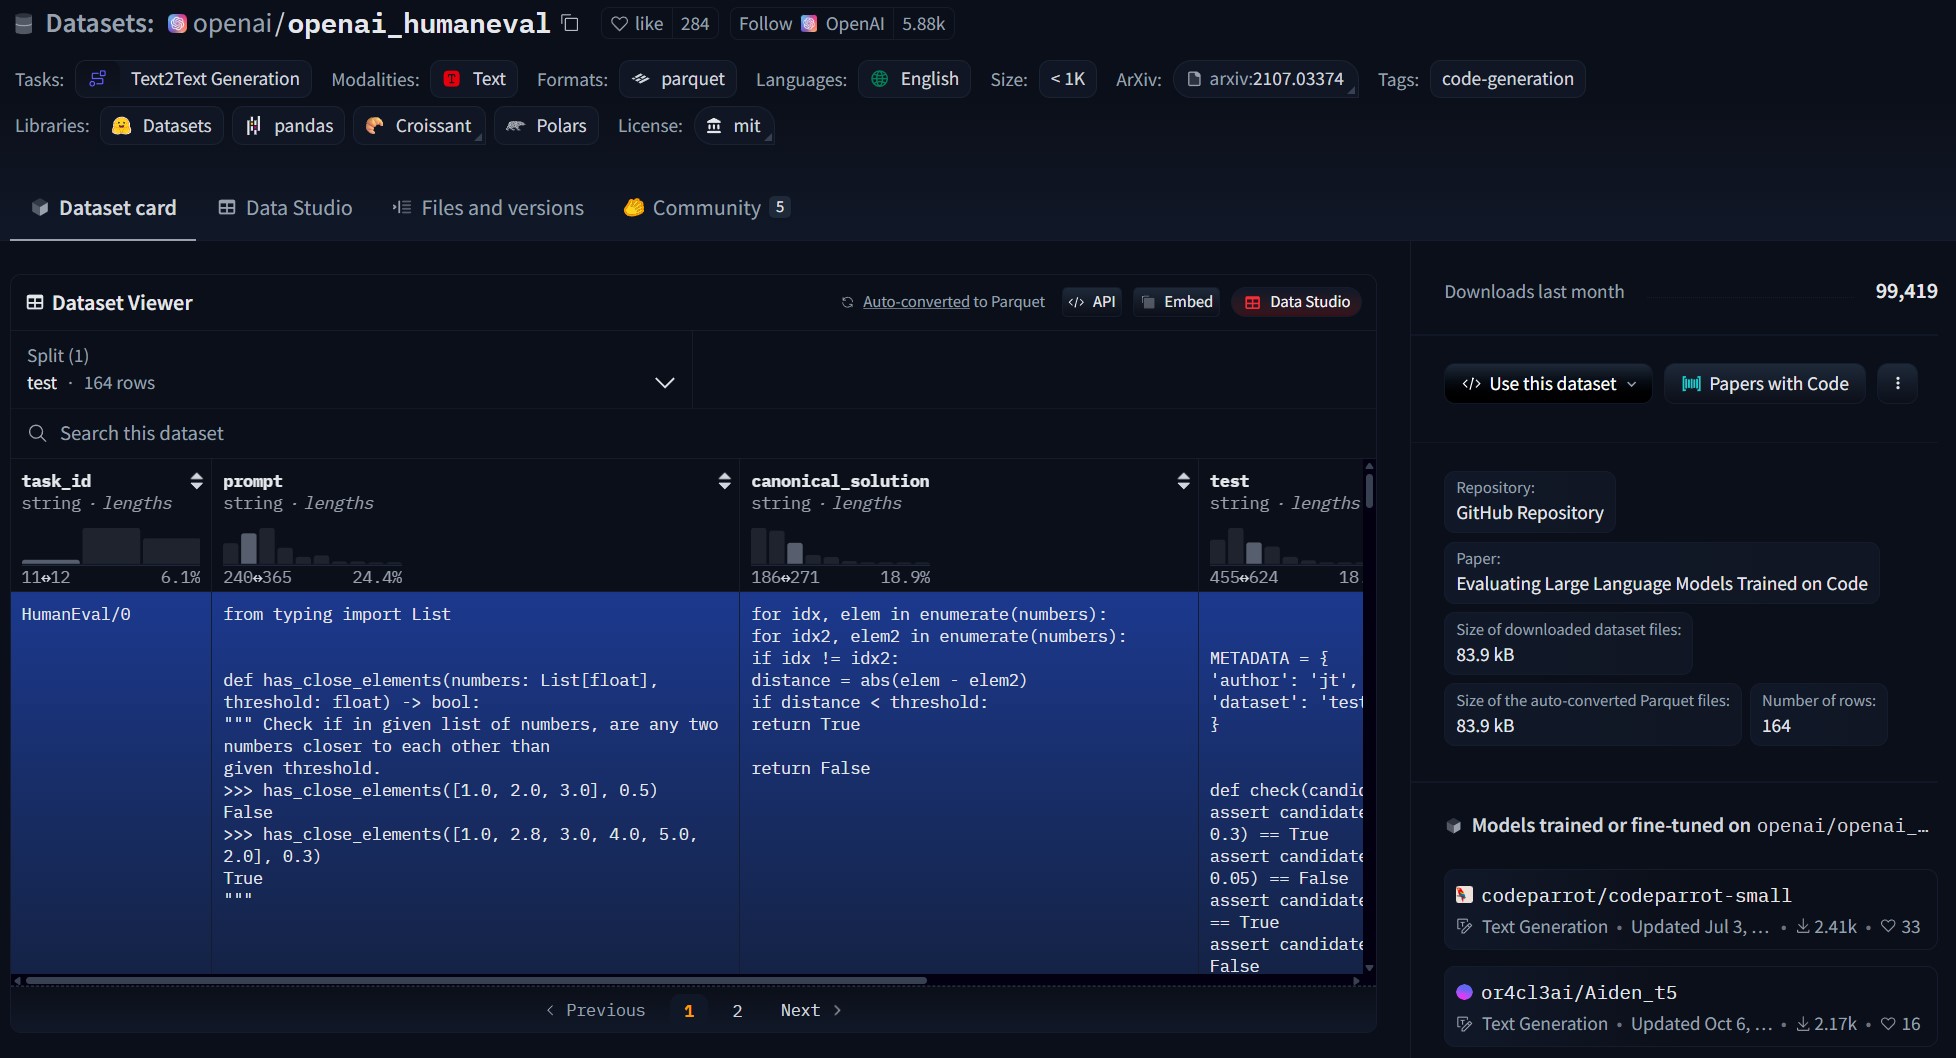 Datasets: openai/openai_humaneval like 284 Follow OpenAI 5.88k
Tasks: Text2Text Generation Modalities: Text Formats: parquet Languages: English Size: < 1K ArXiv: arxiv:2107.03374 Tags: code-generation
Libraries: Datasets pandas Croissant Polars License: mit
Dataset card Data Studio Files and versions Community 5
Dataset Viewer Auto-converted to Parquet API Embed Data Studio
Split (1)
test · 164 rows
Search this dataset
task_id
string · lengths
11↔12 6.1%
prompt
string · lengths
240↔365 24.4%
canonical_solution
string · lengths
186↔271 18.9%
test
string · lengths
455↔624 18.
HumanEval/0
from typing import List
def has_close_elements(numbers: List[float],
threshold: float) -> bool:
""" Check if in given list of numbers, are any two
numbers closer to each other than
given threshold.
>>> has_close_elements([1.0, 2.0, 3.0], 0.5)
False
>>> has_close_elements([1.0, 2.8, 3.0, 4.0, 5.0,
2.0], 0.3)
True
"""
for idx, elem in enumerate(numbers):
for idx2, elem2 in enumerate(numbers):
if idx != idx2:
distance = abs(elem - elem2)
if distance < threshold:
return True
return False
METADATA = {
'author': 'jt',
'dataset': 'test
}
def check(candid
assert candidate
0.3) == True
assert candidate
0.05) == False
assert candidate
== True
assert candidate
False
Previous 1 2 Next
Downloads last month 99,419
Use this dataset Papers with Code
Repository:
GitHub Repository
Paper:
Evaluating Large Language Models Trained on Code
Size of downloaded dataset files:
83.9 kB
Size of the auto-converted Parquet files:
83.9 kB
Number of rows:
164
Models trained or fine-tuned on openai/openai_…
codeparrot/codeparrot-small
Text Generation • Updated Jul 3, … • 2.41k • 33
or4cl3ai/Aiden_t5
Text Generation • Updated Oct 6, … • 2.17k • 16